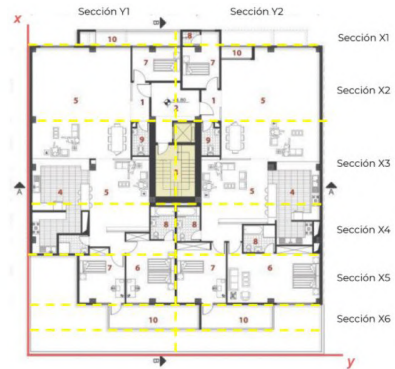 Sección Y1 Sección Y2
x B
10 8 Sección X1
7 7 10
5 1 2 1 5 Sección X2
9 9
3 Sección X3
A 4 5 5 4 A
8 8 Sección X4
8
7 6 7 6 Sección X5
10 10 Sección X6
B y